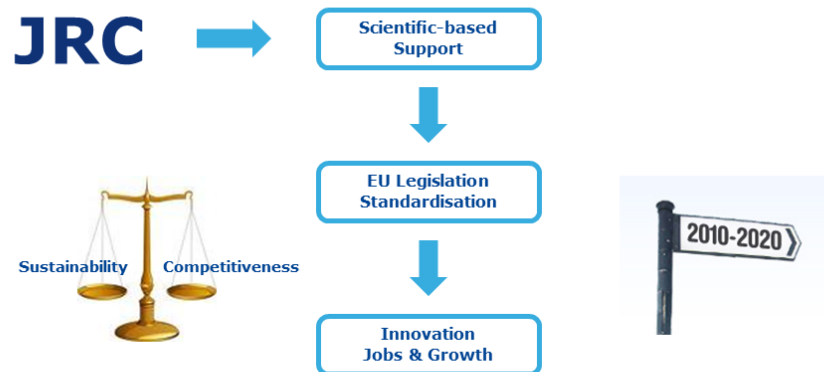 JRC
Scientific-based
Support
EU Legislation
Standardisation
Sustainability
Competitiveness
2010-2020
Innovation
Jobs & Growth